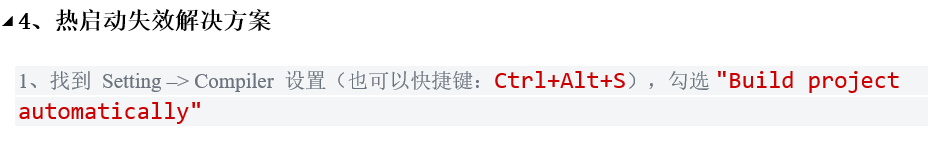 4、热启动失效解决方案
1、找到 Setting –> Compiler 设置（也可以快捷键：Ctrl+Alt+S），勾选 "Build project
automatically"